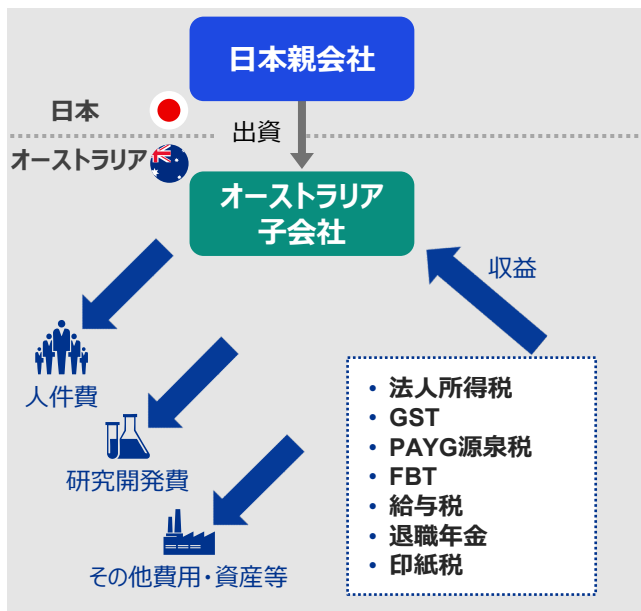 日本親会社
日本
出資
オーストラリア
オーストラリア
子会社
収益
人件費
研究開発費
その他費用・資産等
• 法人所得税
• GST
• PAYG源泉税
• FBT
• 給与税
• 退職年金
• 印紙税